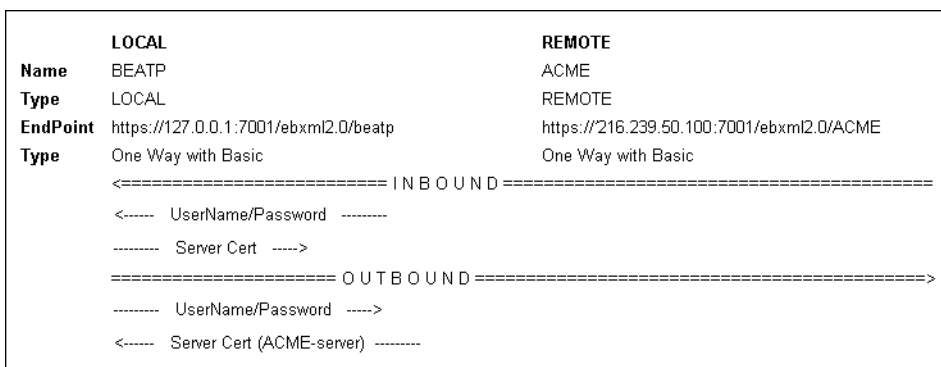 LOCAL REMOTE
Name BEATP ACME
Type LOCAL REMOTE
EndPoint https://127.0.0.1:7001/ebxml2.0/beatp https://'216.239.50.100:7001/ebxml2.0/ACME
Type One Way with Basic One Way with Basic
<========================== I N B O U N D ==========================================
<------ UserName/Password ---------
--------- Server Cert ----->
====================== O U T B O U N D ============================================>
--------- UserName/Password ----->
<------ Server Cert (ACME-server) ---------